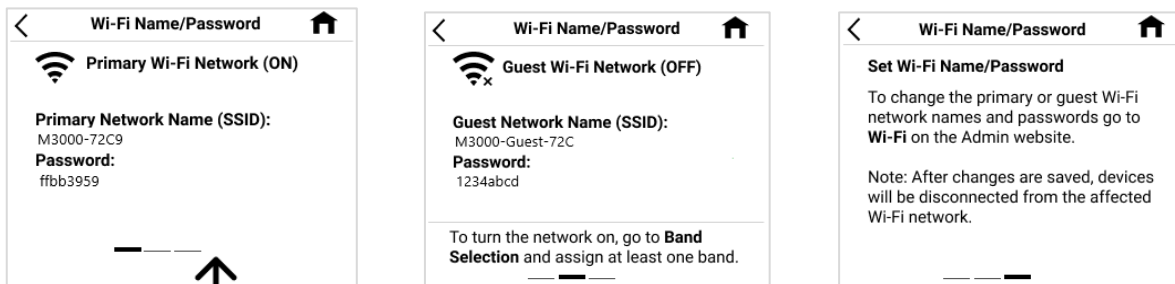 Wi-Fi Name/Password
Primary Wi-Fi Network (ON)
Primary Network Name (SSID):
M3000-72C9
Password:
ffbb3959
Wi-Fi Name/Password
Guest Wi-Fi Network (OFF)
Guest Network Name (SSID):
M3000-Guest-72C
Password:
1234abcd
To turn the network on, go to Band
Selection and assign at least one band.
Wi-Fi Name/Password
Set Wi-Fi Name/Password
To change the primary or guest Wi-Fi
network names and passwords go to
Wi-Fi on the Admin website.
Note: After changes are saved, devices
will be disconnected from the affected
Wi-Fi network.